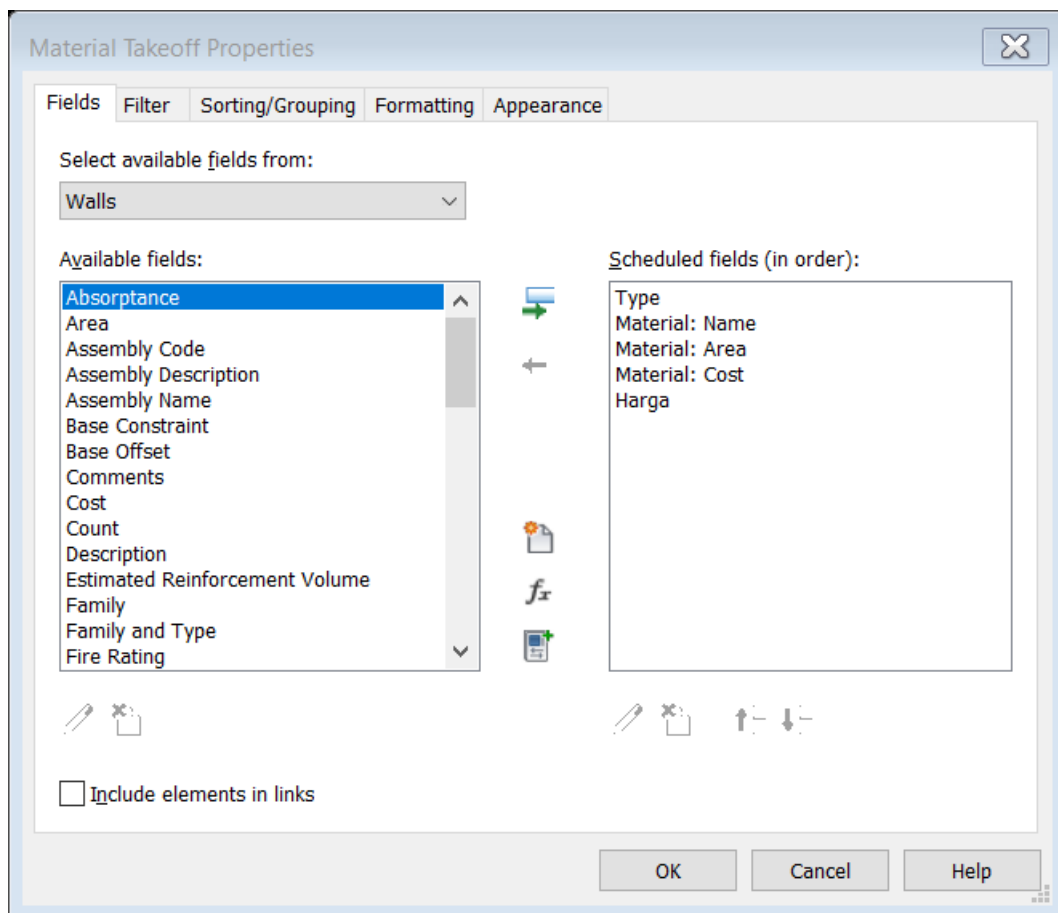 Material Takeoff Properties
Fields Filter Sorting/Grouping Formatting Appearance
Select available fields from:
Walls
Available fields:
Absorptance
Area
Assembly Code
Assembly Description
Assembly Name
Base Constraint
Base Offset
Comments
Cost
Count
Description
Estimated Reinforcement Volume
Family
Family and Type
Fire Rating
fx
Scheduled fields (in order):
Type
Material: Name
Material: Area
Material: Cost
Harga
Include elements in links
OK Cancel Help